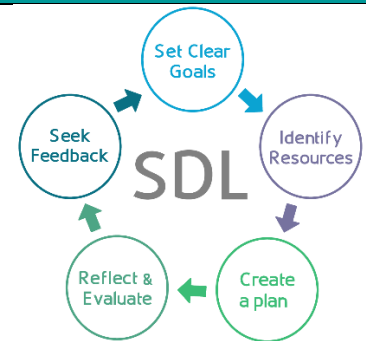 Set Clear
Goals
Identify
Resources
Create
a plan
Reflect &
Evaluate
Seek
Feedback
SDL